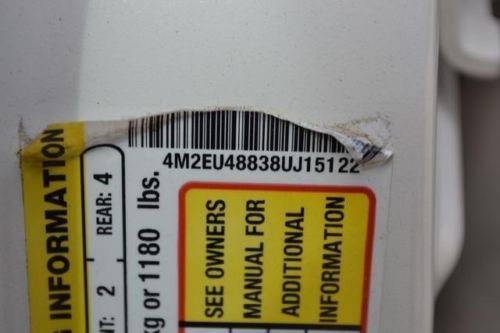 4M2EU48838UJ15122
G INFORMATION
NT: 2
REAR: 4
kg or 1180 lbs.
SEE OWNERS
MANUAL FOR
ADDITIONAL
INFORMATION